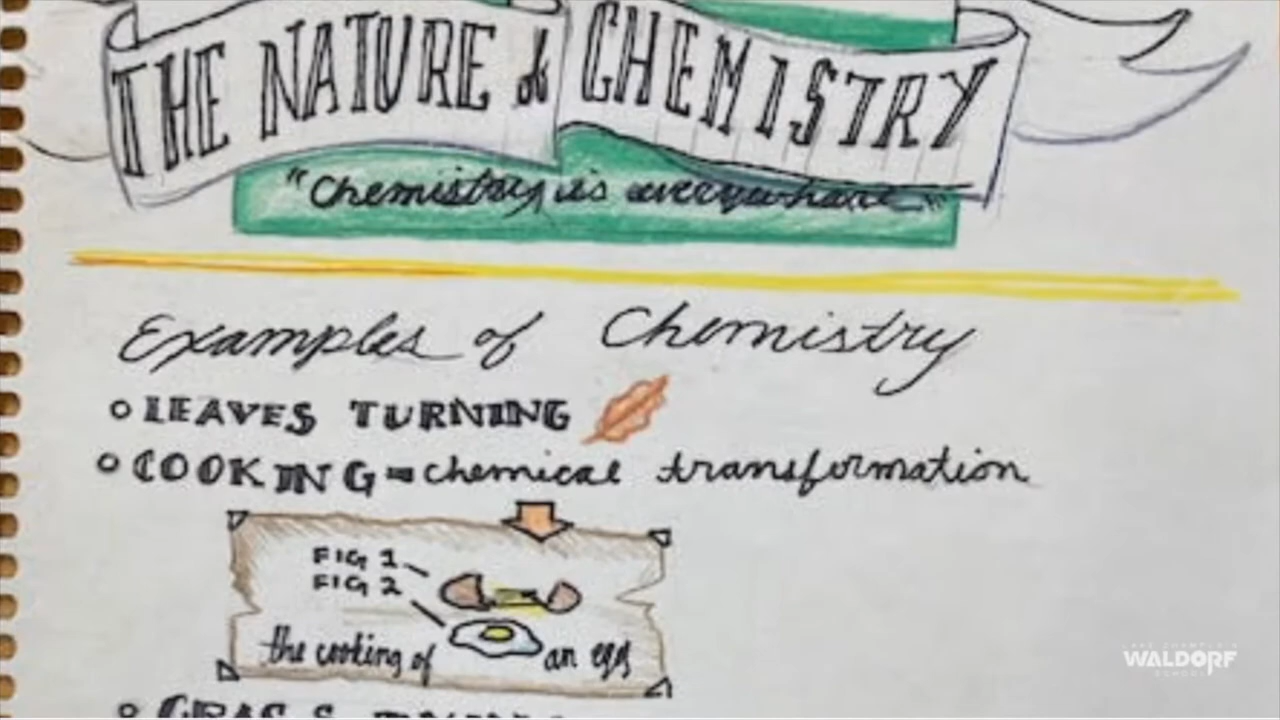 THE NATURE of CHEMISTRY
"Chemistry is everywhere"
Examples of Chemistry
LEAVES TURNING
COOKING = chemical transformation
FIG 1
FIG 2
the cooking of an egg
WALDORF
SCHOOL